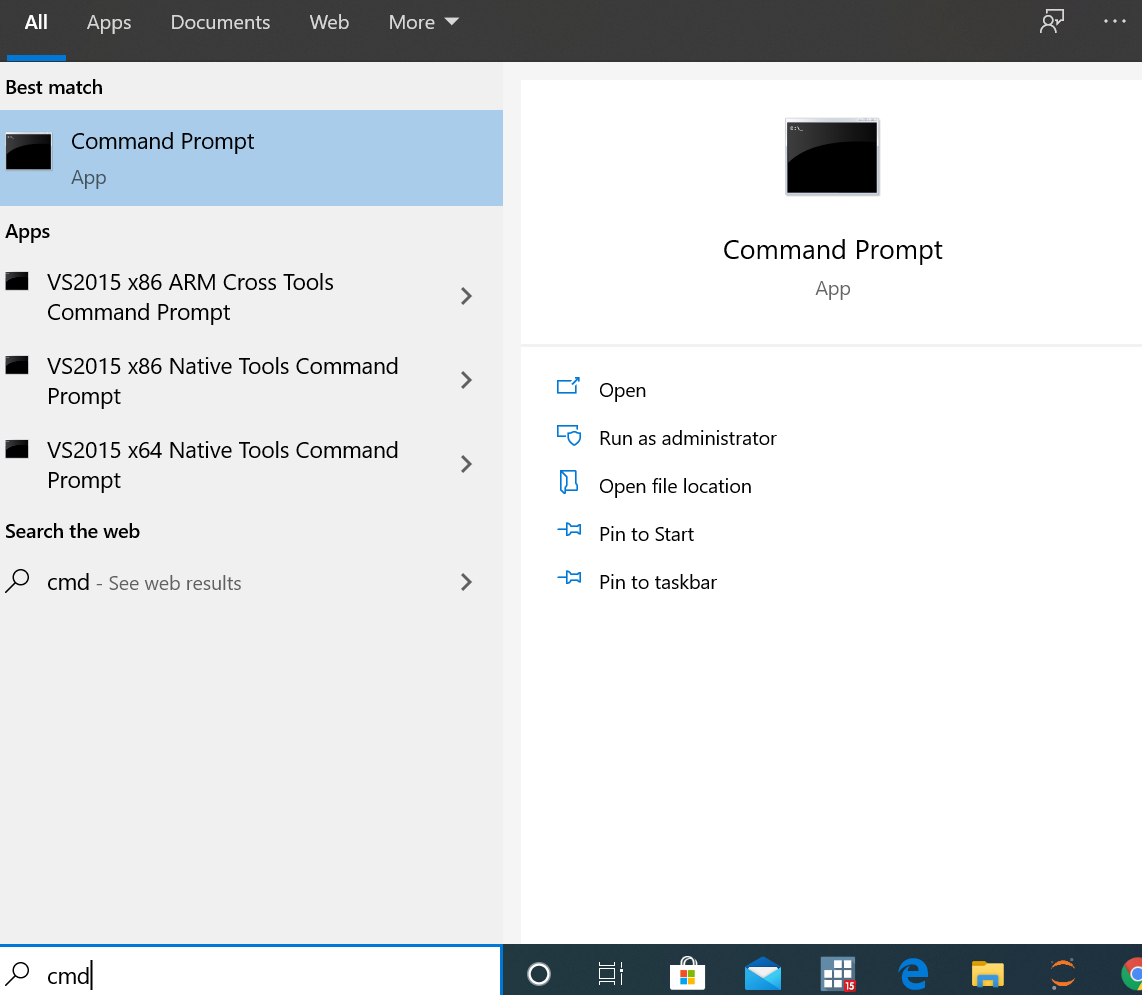 All Apps Documents Web More
Best match
Command Prompt
App
Apps
VS2015 x86 ARM Cross Tools
Command Prompt
VS2015 x86 Native Tools Command
Prompt
VS2015 x64 Native Tools Command
Prompt
Search the web
cmd - See web results
cmd
C:\_
Command Prompt
App
Open
Run as administrator
Open file location
Pin to Start
Pin to taskbar
15